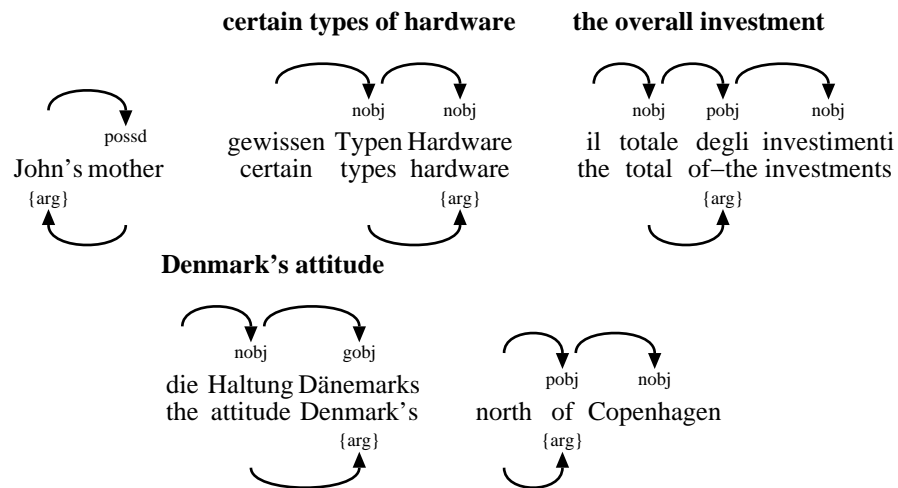 certain types of hardware the overall investment
nobj nobj nobj pobj nobj
possd
gewissen Typen Hardware il totale degli investimenti
John's mother certain types hardware the total of−the investments
{arg} {arg} {arg}
Denmark's attitude
nobj gobj pobj nobj
die Haltung Dänemarks
the attitude Denmark's north of Copenhagen
{arg} {arg}